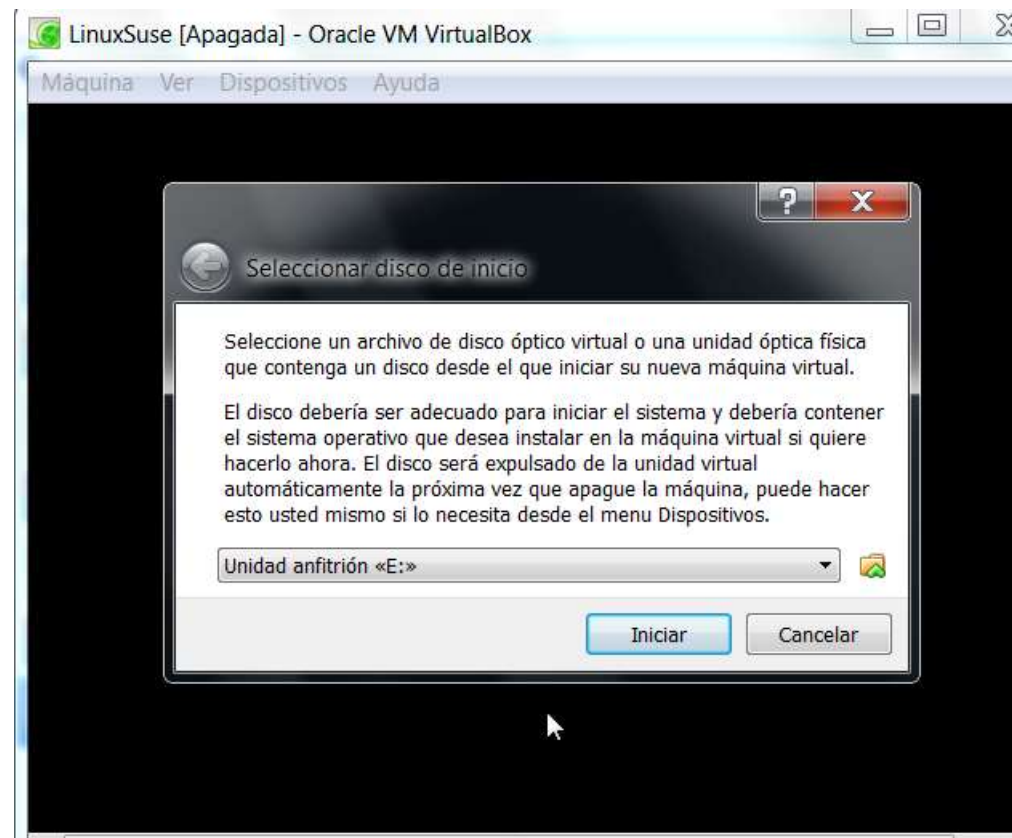 LinuxSuse [Apagada] - Oracle VM VirtualBox
Máquina Ver Dispositivos Ayuda
?
X
Seleccionar disco de inicio
Seleccione un archivo de disco óptico virtual o una unidad óptica física
que contenga un disco desde el que iniciar su nueva máquina virtual.
El disco debería ser adecuado para iniciar el sistema y debería contener
el sistema operativo que desea instalar en la máquina virtual si quiere
hacerlo ahora. El disco será expulsado de la unidad virtual
automáticamente la próxima vez que apague la máquina, puede hacer
esto usted mismo si lo necesita desde el menu Dispositivos.
Unidad anfitrión «E:»
Iniciar Cancelar